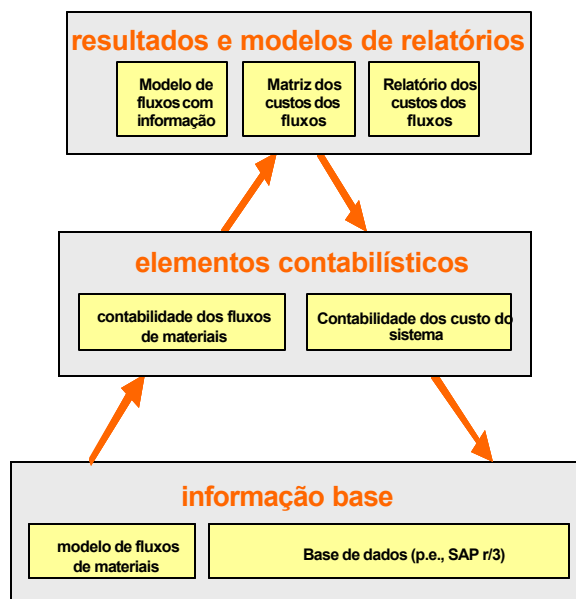 resultados e modelos de relatórios
Modelo de
fluxos com
informação
Matriz dos
custos dos
fluxos
Relatório dos
custos dos
fluxos
elementos contabilísticos
contabilidade dos fluxos
de materiais
Contabilidade dos custo do
sistema
informação base
modelo de fluxos
de materiais
Base de dados (p.e., SAP r/3)